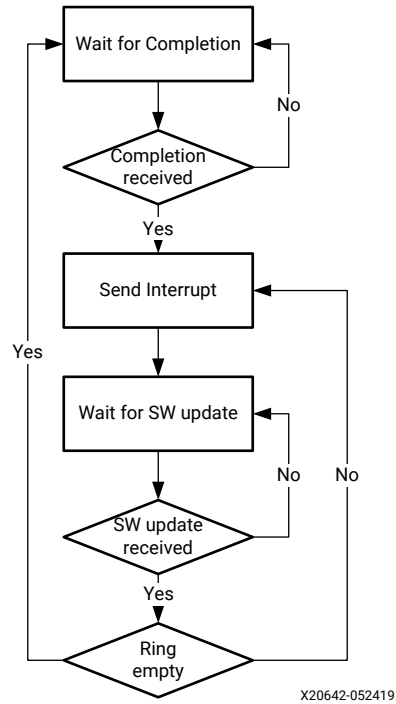 Wait for Completion
No
Completion
received
Yes
Send Interrupt
Yes
Wait for SW update
No
No
SW update
received
Yes
Ring
empty
X20642-052419